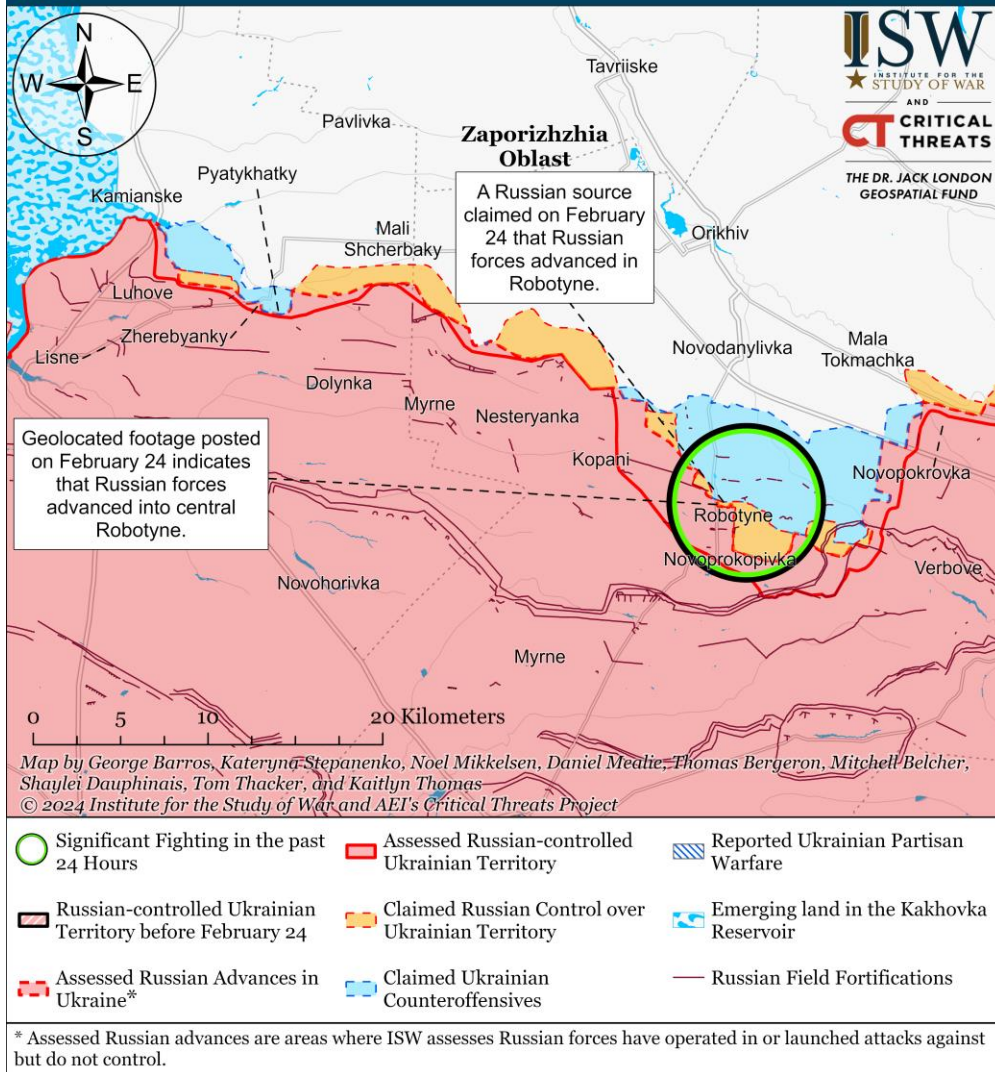 N
W
E
S
ISW
INSTITUTE FOR THE
STUDY OF WAR
AND
CT CRITICAL
THREATS
THE DR. JACK LONDON
GEOSPATIAL FUND
Tavriiske
Pavlivka
Zaporizhzhia
Oblast
Pyatykhatky
Kamianske
Mali
Shcherbaky
A Russian source
claimed on February
24 that Russian
forces advanced in
Robotyne.
Orikhiv
Luhove
Zherebyanky
Lisne
Novodanylivka
Mala
Tokmachka
Dolynka
Myrne
Nesteryanka
Geolocated footage posted
on February 24 indicates
that Russian forces
advanced into central
Robotyne.
Kopani
Novopokrovka
Robotyne
Novoprokopivka
Verbove
Novohorivka
Myrne
0 5 10 20 Kilometers
Map by George Barros, Kateryna Stepanenko, Noel Mikkelsen, Daniel Mealie, Thomas Bergeron, Mitchell Belcher,
Shaylei Dauphinais, Tom Thacker, and Kaitlyn Thomas
© 2024 Institute for the Study of War and AEI's Critical Threats Project
Significant Fighting in the past
24 Hours
Assessed Russian-controlled
Ukrainian Territory
Reported Ukrainian Partisan
Warfare
Russian-controlled Ukrainian
Territory before February 24
Claimed Russian Control over
Ukrainian Territory
Emerging land in the Kakhovka
Reservoir
Assessed Russian Advances in
Ukraine*
Claimed Ukrainian
Counteroffensives
Russian Field Fortifications
* Assessed Russian advances are areas where ISW assesses Russian forces have operated in or launched attacks against
but do not control.